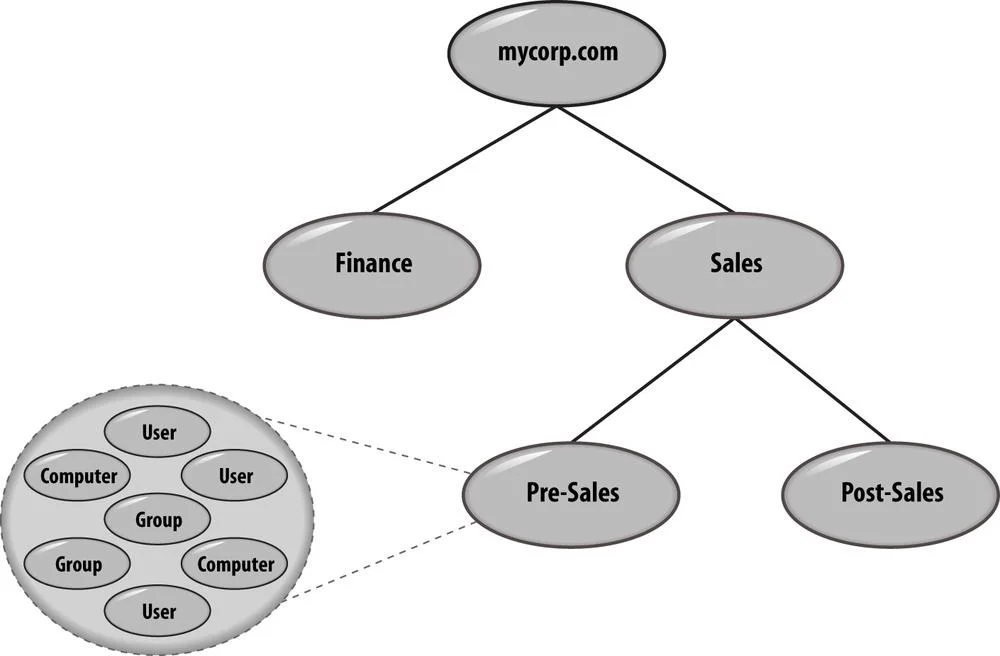 mycorp.com
Finance
Sales
Pre-Sales
Post-Sales
User
Computer
User
Group
Group
Computer
User